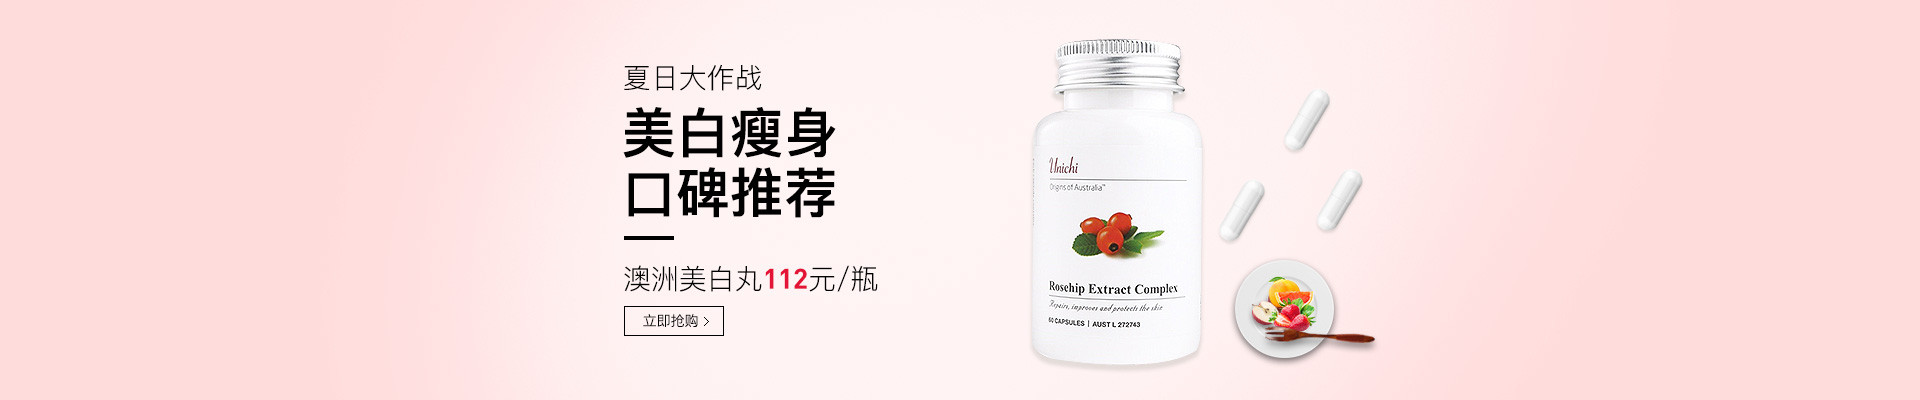 夏日大作战
美白瘦身
口碑推荐
澳洲美白丸112元/瓶
立即抢购 >
Unichi
Origins of Australia™
Rosehip Extract Complex
Repairs, improves and protects the skin
60 CAPSULES | AUST L 272743